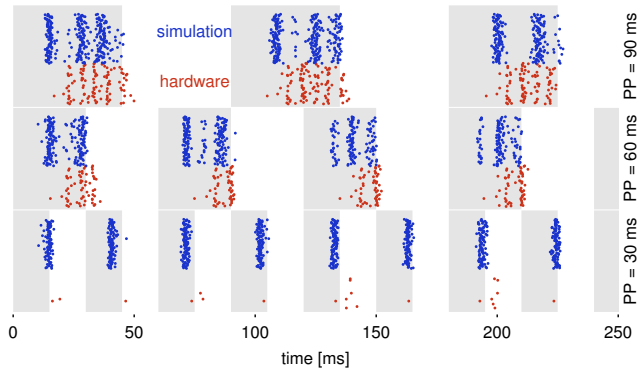 simulation
hardware
PP = 90 ms
PP = 60 ms
PP = 30 ms
0 50 100 150 200 250
time [ms]